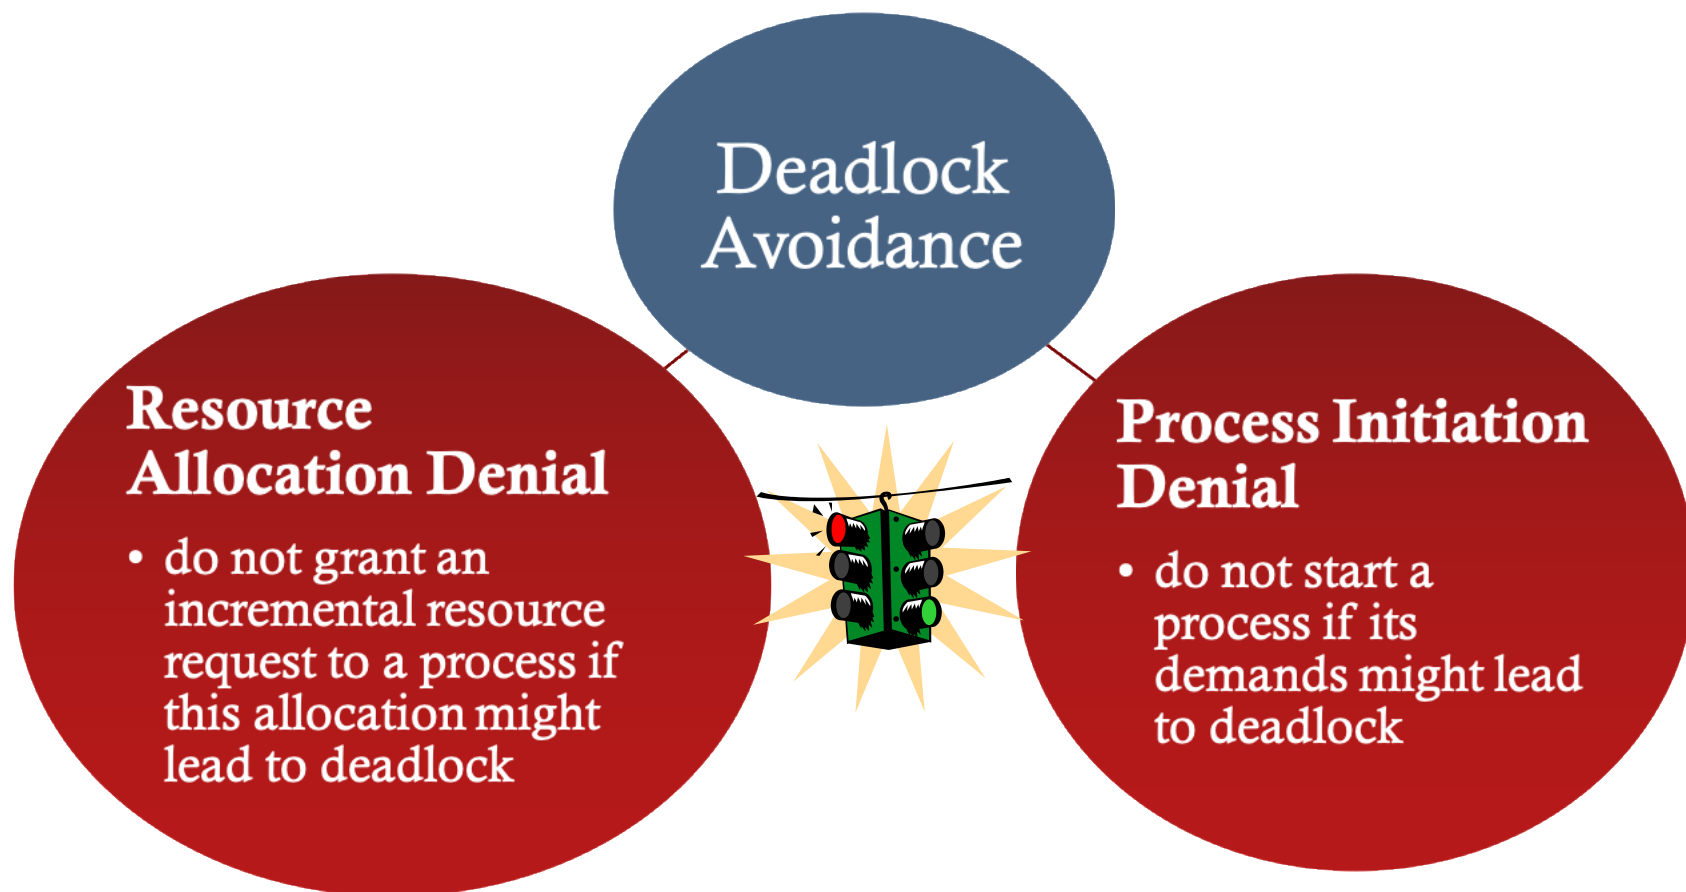 Deadlock
Avoidance
Resource
Allocation Denial
• do not grant an
incremental resource
request to a process if
this allocation might
lead to deadlock
Process Initiation
Denial
• do not start a
process if its
demands might lead
to deadlock